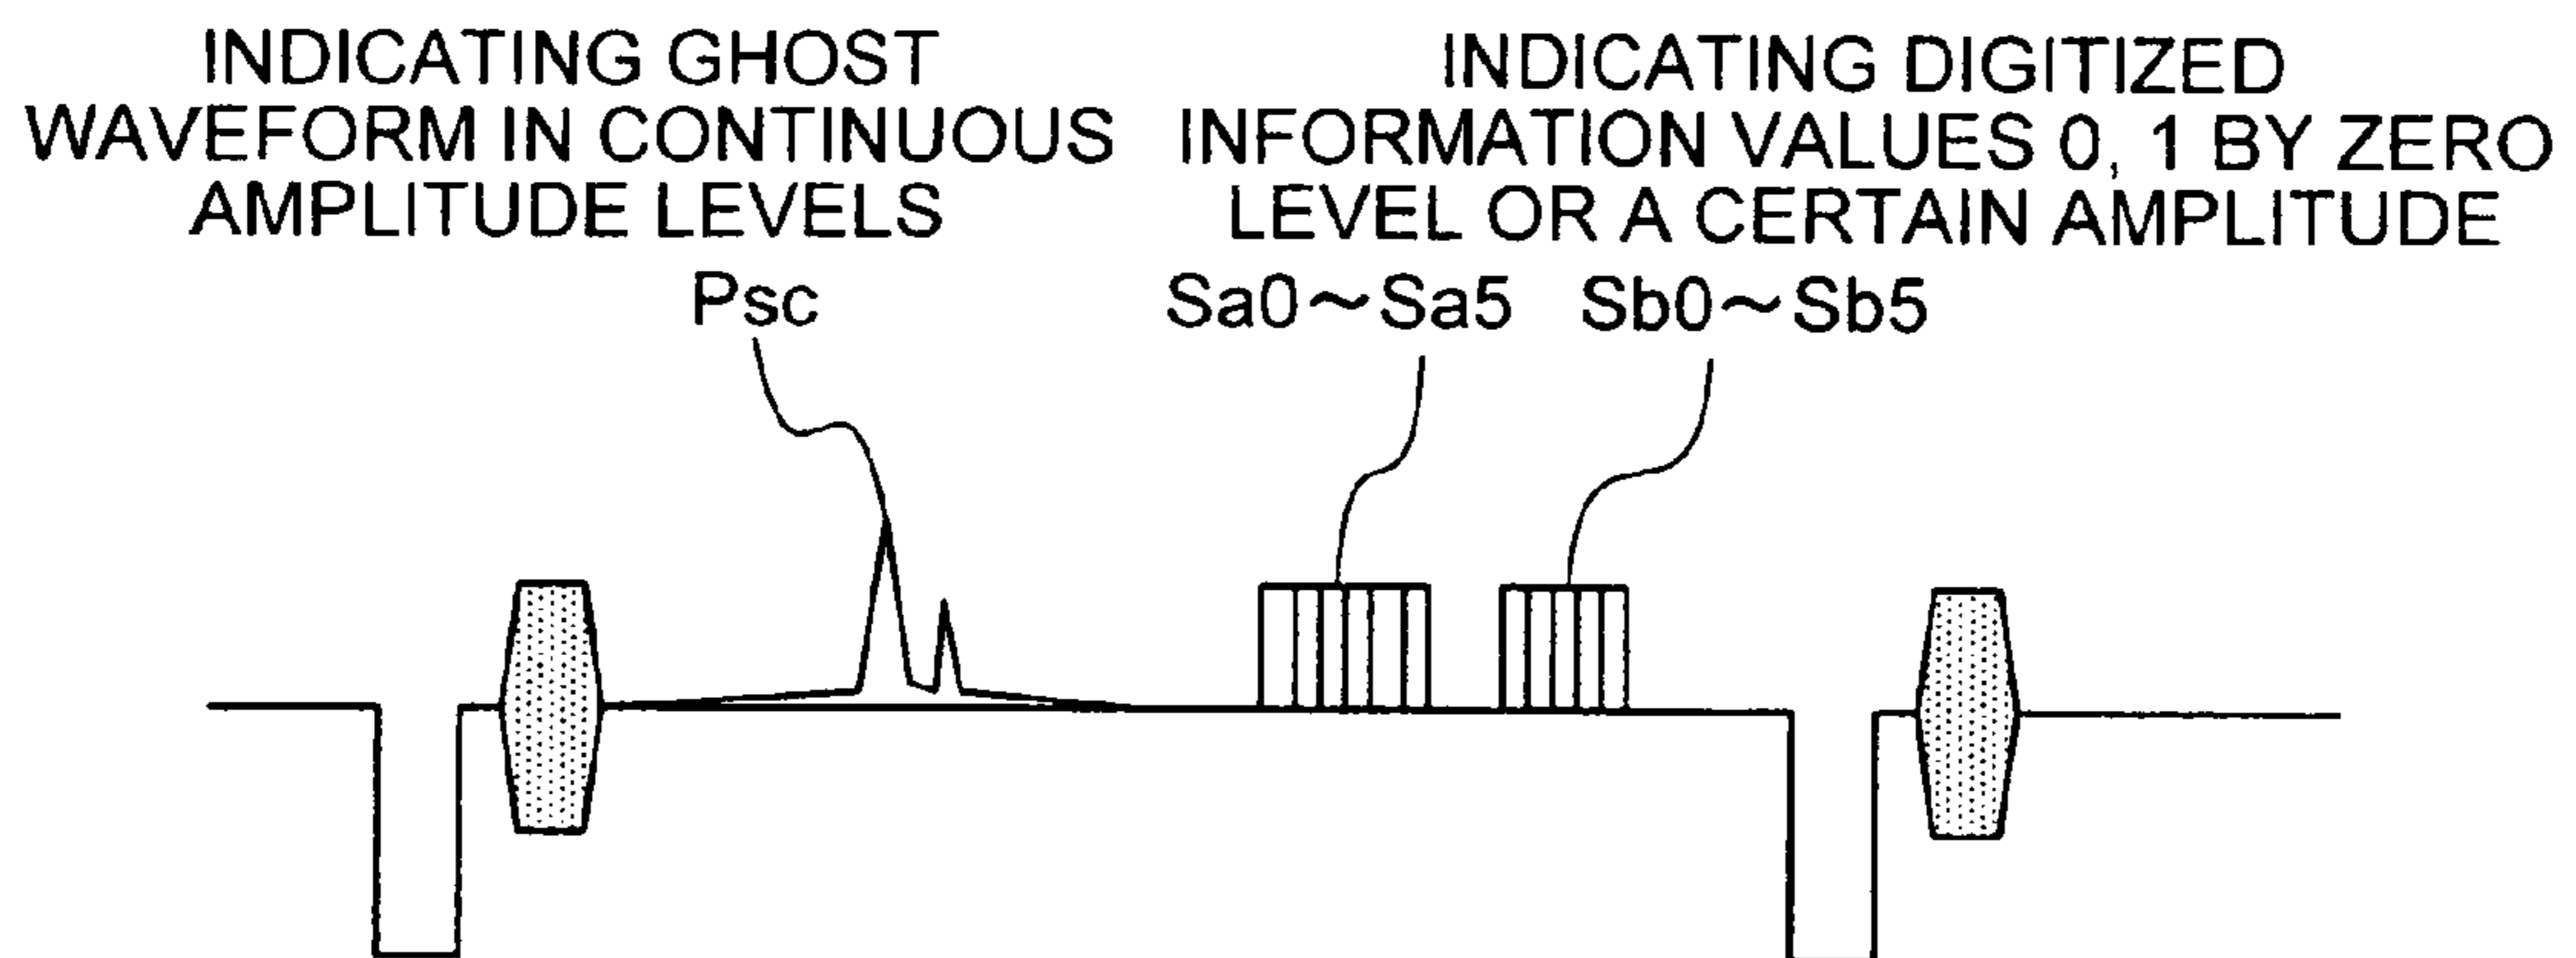 INDICATING GHOST
WAVEFORM IN CONTINUOUS
AMPLITUDE LEVELS
Psc
INDICATING DIGITIZED
INFORMATION VALUES 0, 1 BY ZERO
LEVEL OR A CERTAIN AMPLITUDE
Sa0~Sa5 Sb0~Sb5